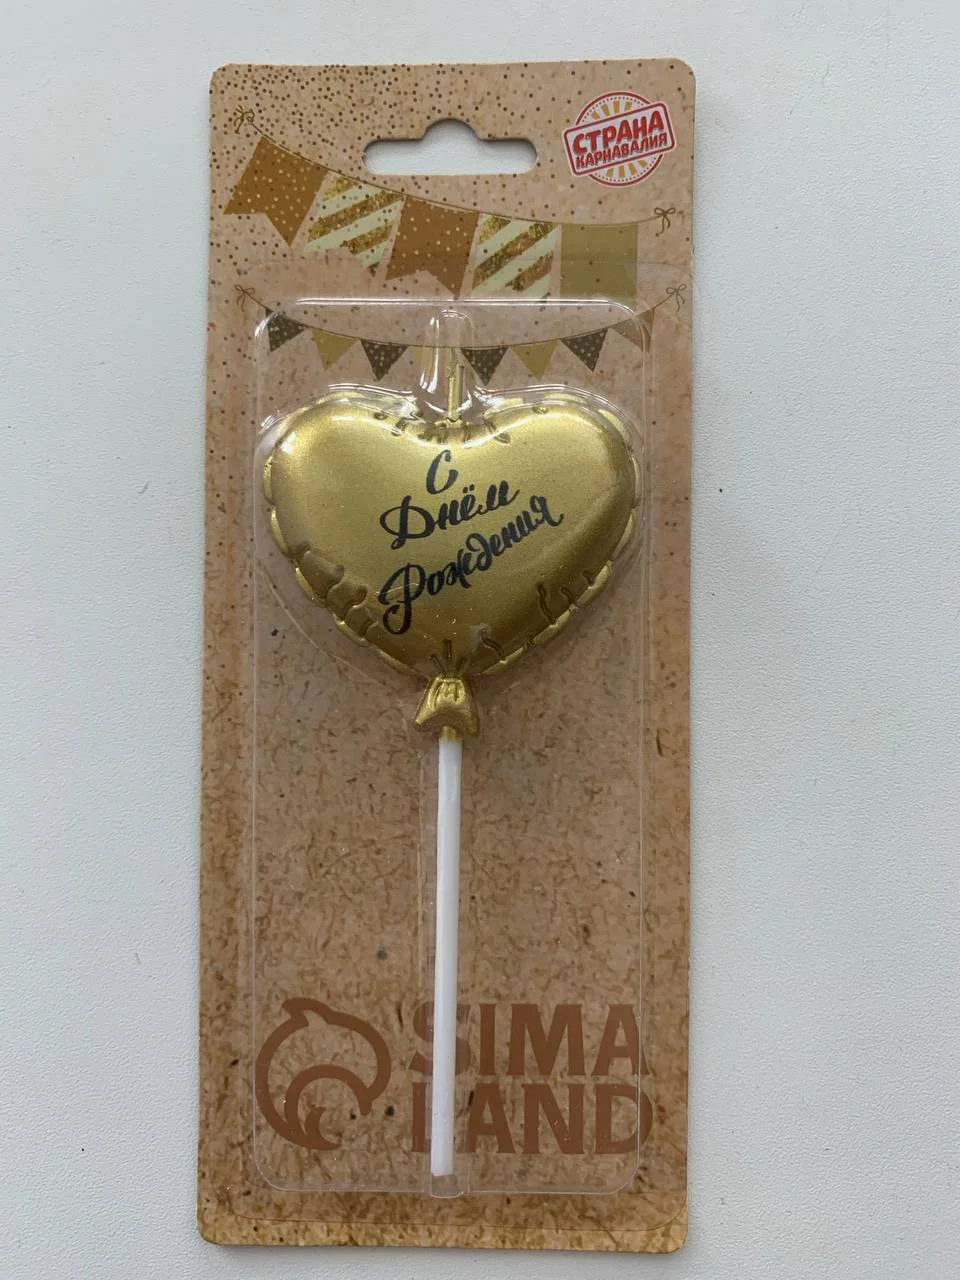 СТРАНА
КАРНАВАЛИЯ
С
Днём
Рождения
SIMA
LAND